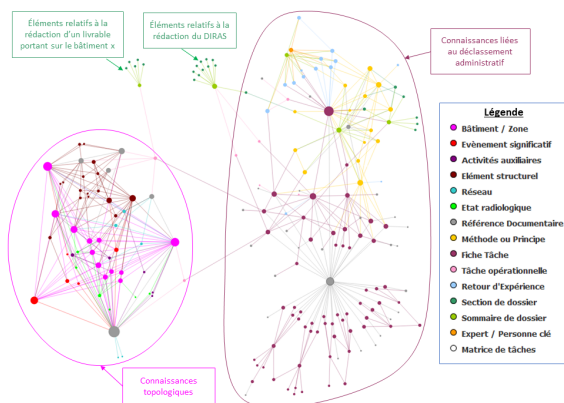 Éléments relatifs à la
rédaction d'un livrable
portant sur le bâtiment x
Éléments relatifs à la
rédaction du DIRAS
Connaissances liées
au déclassement
administratif
Légende
Bâtiment / Zone
Evènement significatif
Activités auxiliaires
Elément structurel
Réseau
Etat radiologique
Référence Documentaire
Méthode ou Principe
Fiche Tâche
Tâche opérationnelle
Retour d'Expérience
Section de dossier
Sommaire de dossier
Expert / Personne clé
Matrice de tâches
Connaissances
topologiques